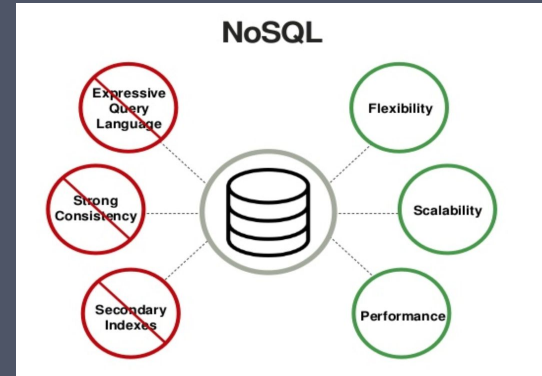 NoSQL
Expressive
Query
Language
Strong
Consistency
Secondary
Indexes
Flexibility
Scalability
Performance